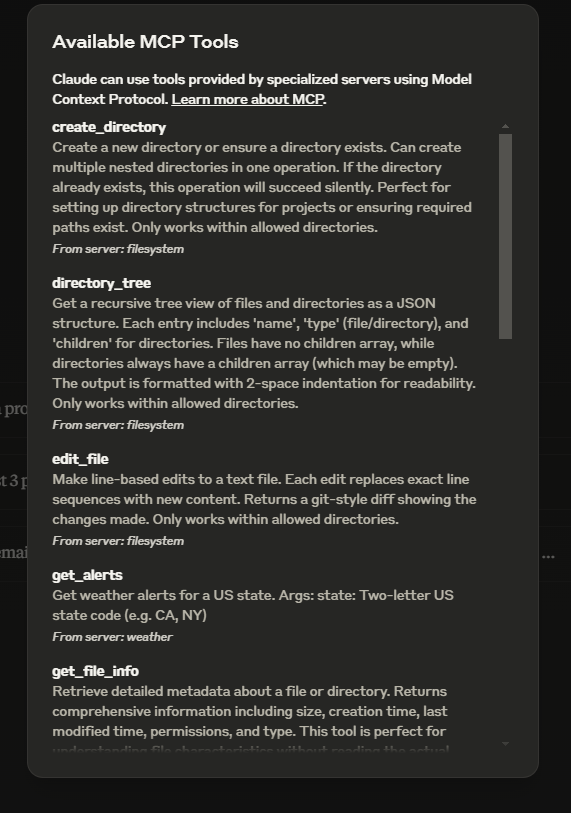 Available MCP Tools
Claude can use tools provided by specialized servers using Model
Context Protocol. Learn more about MCP.
create_directory
Create a new directory or ensure a directory exists. Can create
multiple nested directories in one operation. If the directory
already exists, this operation will succeed silently. Perfect for
setting up directory structures for projects or ensuring required
paths exist. Only works within allowed directories.
From server: filesystem
directory_tree
Get a recursive tree view of files and directories as a JSON
structure. Each entry includes 'name', 'type' (file/directory), and
'children' for directories. Files have no children array, while
directories always have a children array (which may be empty).
The output is formatted with 2-space indentation for readability.
Only works within allowed directories.
From server: filesystem
edit_file
Make line-based edits to a text file. Each edit replaces exact line
sequences with new content. Returns a git-style diff showing the
changes made. Only works within allowed directories.
From server: filesystem
get_alerts
Get weather alerts for a US state. Args: state: Two-letter US
state code (e.g. CA, NY)
From server: weather
get_file_info
Retrieve detailed metadata about a file or directory. Returns
comprehensive information including size, creation time, last
modified time, permissions, and type. This tool is perfect for
understanding file characteristics without reading the actual